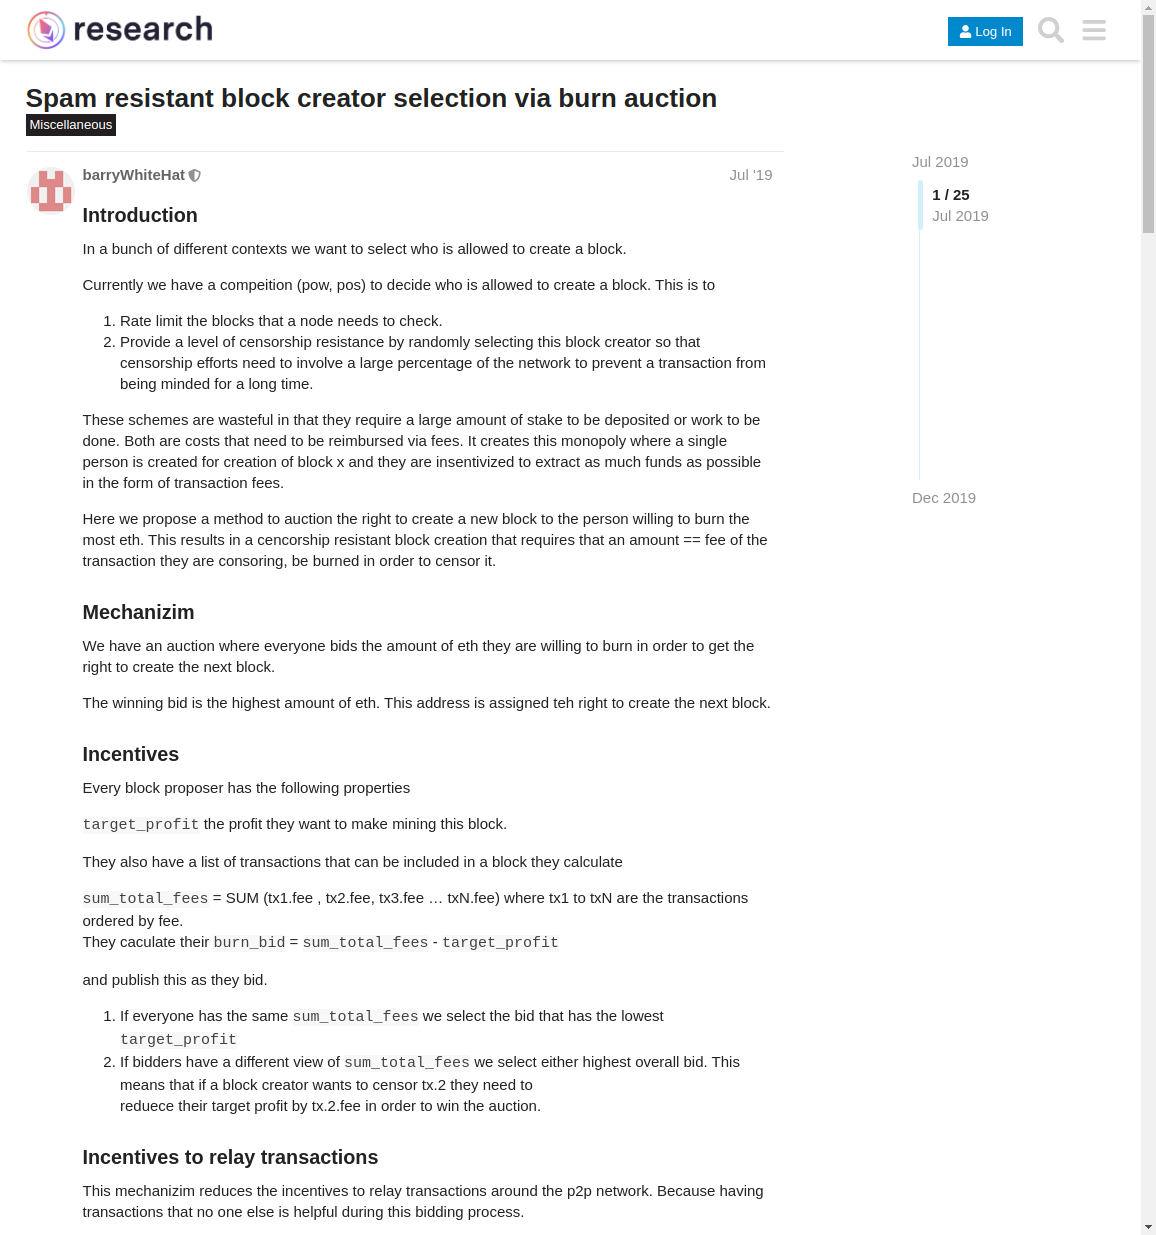 research
Log In
Spam resistant block creator selection via burn auction
Miscellaneous
Jul 2019
barryWhiteHat
Jul '19
1 / 25
Jul 2019
Introduction
In a bunch of different contexts we want to select who is allowed to create a block.
Currently we have a compeition (pow, pos) to decide who is allowed to create a block. This is to
1. Rate limit the blocks that a node needs to check.
2. Provide a level of censorship resistance by randomly selecting this block creator so that
censorship efforts need to involve a large percentage of the network to prevent a transaction from
being minded for a long time.
These schemes are wasteful in that they require a large amount of stake to be deposited or work to be
done. Both are costs that need to be reimbursed via fees. It creates this monopoly where a single
person is created for creation of block x and they are insentivized to extract as much funds as possible
in the form of transaction fees.
Dec 2019
Here we propose a method to auction the right to create a new block to the person willing to burn the
most eth. This results in a cencorship resistant block creation that requires that an amount == fee of the
transaction they are consoring, be burned in order to censor it.
Mechanizim
We have an auction where everyone bids the amount of eth they are willing to burn in order to get the
right to create the next block.
The winning bid is the highest amount of eth. This address is assigned teh right to create the next block.
Incentives
Every block proposer has the following properties
target_profit the profit they want to make mining this block.
They also have a list of transactions that can be included in a block they calculate
sum_total_fees = SUM (tx1.fee , tx2.fee, tx3.fee … txN.fee) where tx1 to txN are the transactions
ordered by fee.
They caculate their burn_bid = sum_total_fees - target_profit
and publish this as they bid.
1. If everyone has the same sum_total_fees we select the bid that has the lowest
target_profit
2. If bidders have a different view of sum_total_fees we select either highest overall bid. This
means that if a block creator wants to censor tx.2 they need to
reduece their target profit by tx.2.fee in order to win the auction.
Incentives to relay transactions
This mechanizim reduces the incentives to relay transactions around the p2p network. Because having
transactions that no one else is helpful during this bidding process.